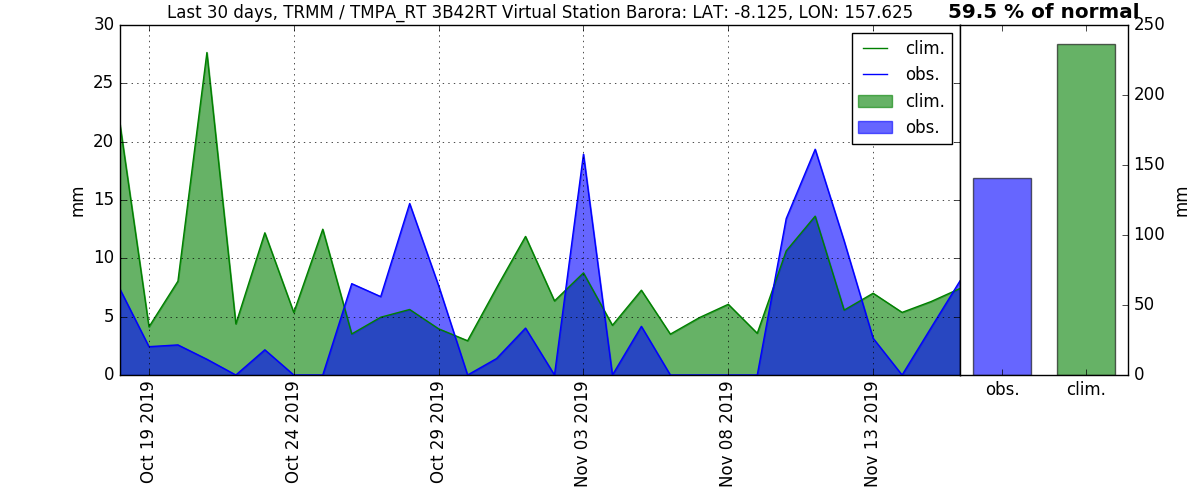 Last 30 days, TRMM / TMPA_RT 3B42RT Virtual Station Barora: LAT: -8.125, LON: 157.625
59.5 % of normal
30
25
20
15
10
5
0
mm
clim.
obs.
clim.
obs.
250
200
150
100
50
0
mm
obs.
clim.
Oct 19 2019
Oct 24 2019
Oct 29 2019
Nov 03 2019
Nov 08 2019
Nov 13 2019